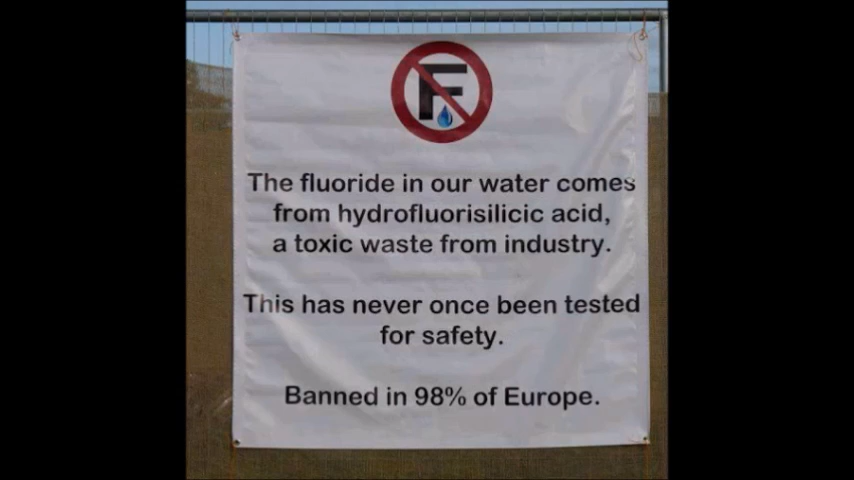 F
The fluoride in our water comes
from hydrofluorisilicic acid,
a toxic waste from industry.
This has never once been tested
for safety.
Banned in 98% of Europe.